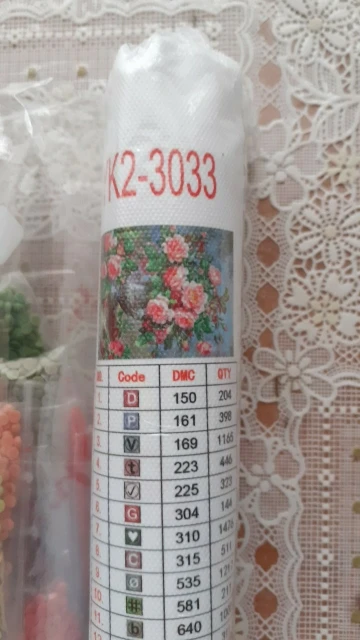 K2-3033
Code DMC QTY
1. D 150 204
2. P 161 398
3. V 169 1165
4. t 223 446
5. 225 323
6. G 304 144
7. ♥ 310
8. C 315
9. ø 535
10 # 581
11. b 640